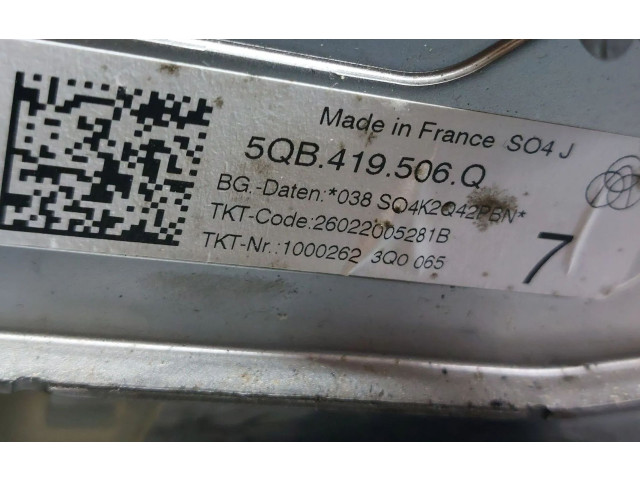 Made in France SO4 J
5QB.419.506.Q
BG.-Daten:*038 SO4K2Q42PBN*
TKT-Code:26022005281B
TKT-Nr.:1000262 3Q0 065
7